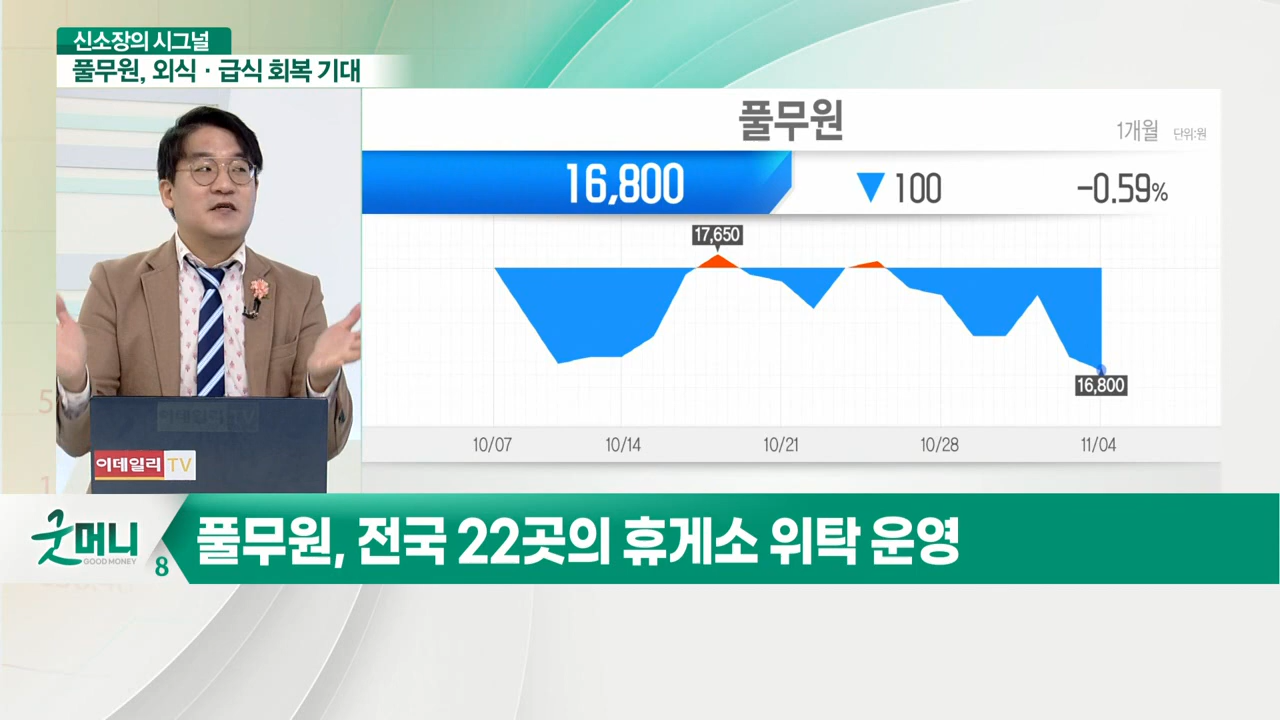 신소장의 시그널
풀무원, 외식 · 급식 회복 기대
풀무원
1개월 단위:원
16,800 ▼ 100 -0.59%
17,650
16,800
10/07 10/14 10/21 10/28 11/04
이데일리TV
이데일리TV
굿머니
GOOD MONEY
8
풀무원, 전국 22곳의 휴게소 위탁 운영